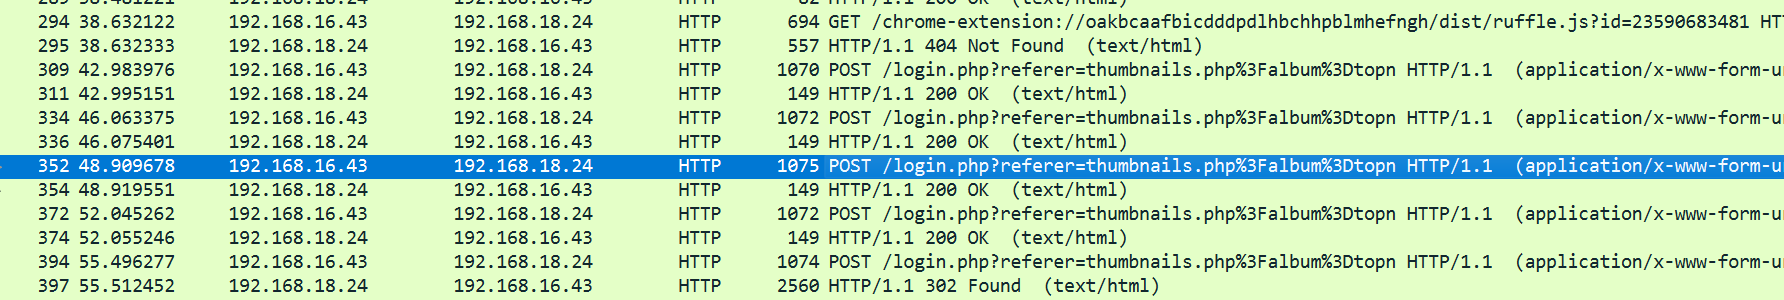 294 38.632122 192.168.16.43 192.168.18.24 HTTP 694 GET /chrome-extension://oakbcaafbicdddpdlhbchhpblmhefngh/dist/ruffle.js?id=23590683481 HT
295 38.632333 192.168.18.24 192.168.16.43 HTTP 557 HTTP/1.1 404 Not Found (text/html)
309 42.983976 192.168.16.43 192.168.18.24 HTTP 1070 POST /login.php?referer=thumbnails.php%3Falbum%3Dtopn HTTP/1.1 (application/x-www-form-u
311 42.995151 192.168.18.24 192.168.16.43 HTTP 149 HTTP/1.1 200 OK (text/html)
334 46.063375 192.168.16.43 192.168.18.24 HTTP 1072 POST /login.php?referer=thumbnails.php%3Falbum%3Dtopn HTTP/1.1 (application/x-www-form-u
336 46.075401 192.168.18.24 192.168.16.43 HTTP 149 HTTP/1.1 200 OK (text/html)
352 48.909678 192.168.16.43 192.168.18.24 HTTP 1075 POST /login.php?referer=thumbnails.php%3Falbum%3Dtopn HTTP/1.1 (application/x-www-form-u
354 48.919551 192.168.18.24 192.168.16.43 HTTP 149 HTTP/1.1 200 OK (text/html)
372 52.045262 192.168.16.43 192.168.18.24 HTTP 1072 POST /login.php?referer=thumbnails.php%3Falbum%3Dtopn HTTP/1.1 (application/x-www-form-u
374 52.055246 192.168.18.24 192.168.16.43 HTTP 149 HTTP/1.1 200 OK (text/html)
394 55.496277 192.168.16.43 192.168.18.24 HTTP 1074 POST /login.php?referer=thumbnails.php%3Falbum%3Dtopn HTTP/1.1 (application/x-www-form-u
397 55.512452 192.168.18.24 192.168.16.43 HTTP 2560 HTTP/1.1 302 Found (text/html)